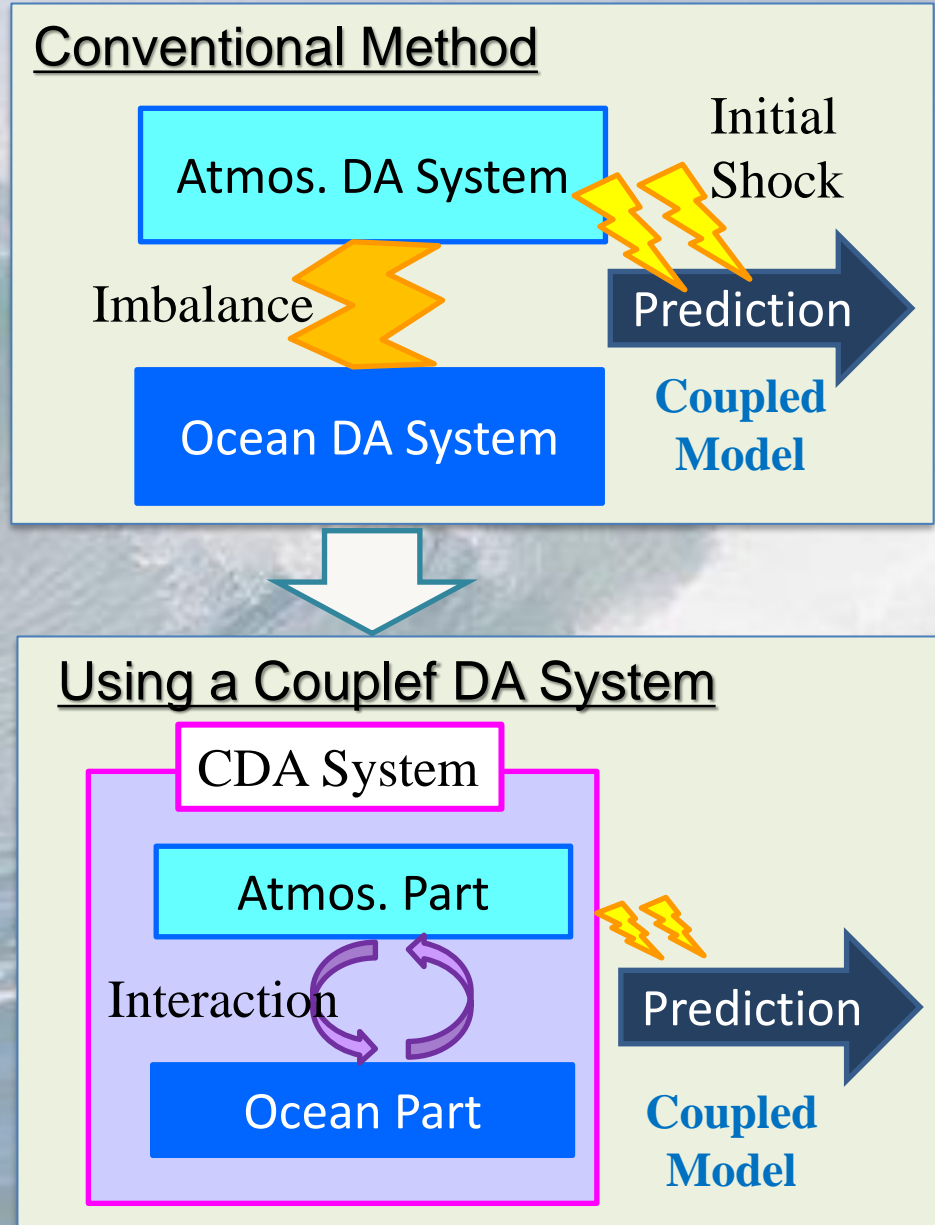 Conventional Method
Initial
Shock
Atmos. DA System
Imbalance
Prediction
Ocean DA System
Coupled
Model
Using a Couplef DA System
CDA System
Atmos. Part
Interaction
Prediction
Ocean Part
Coupled
Model